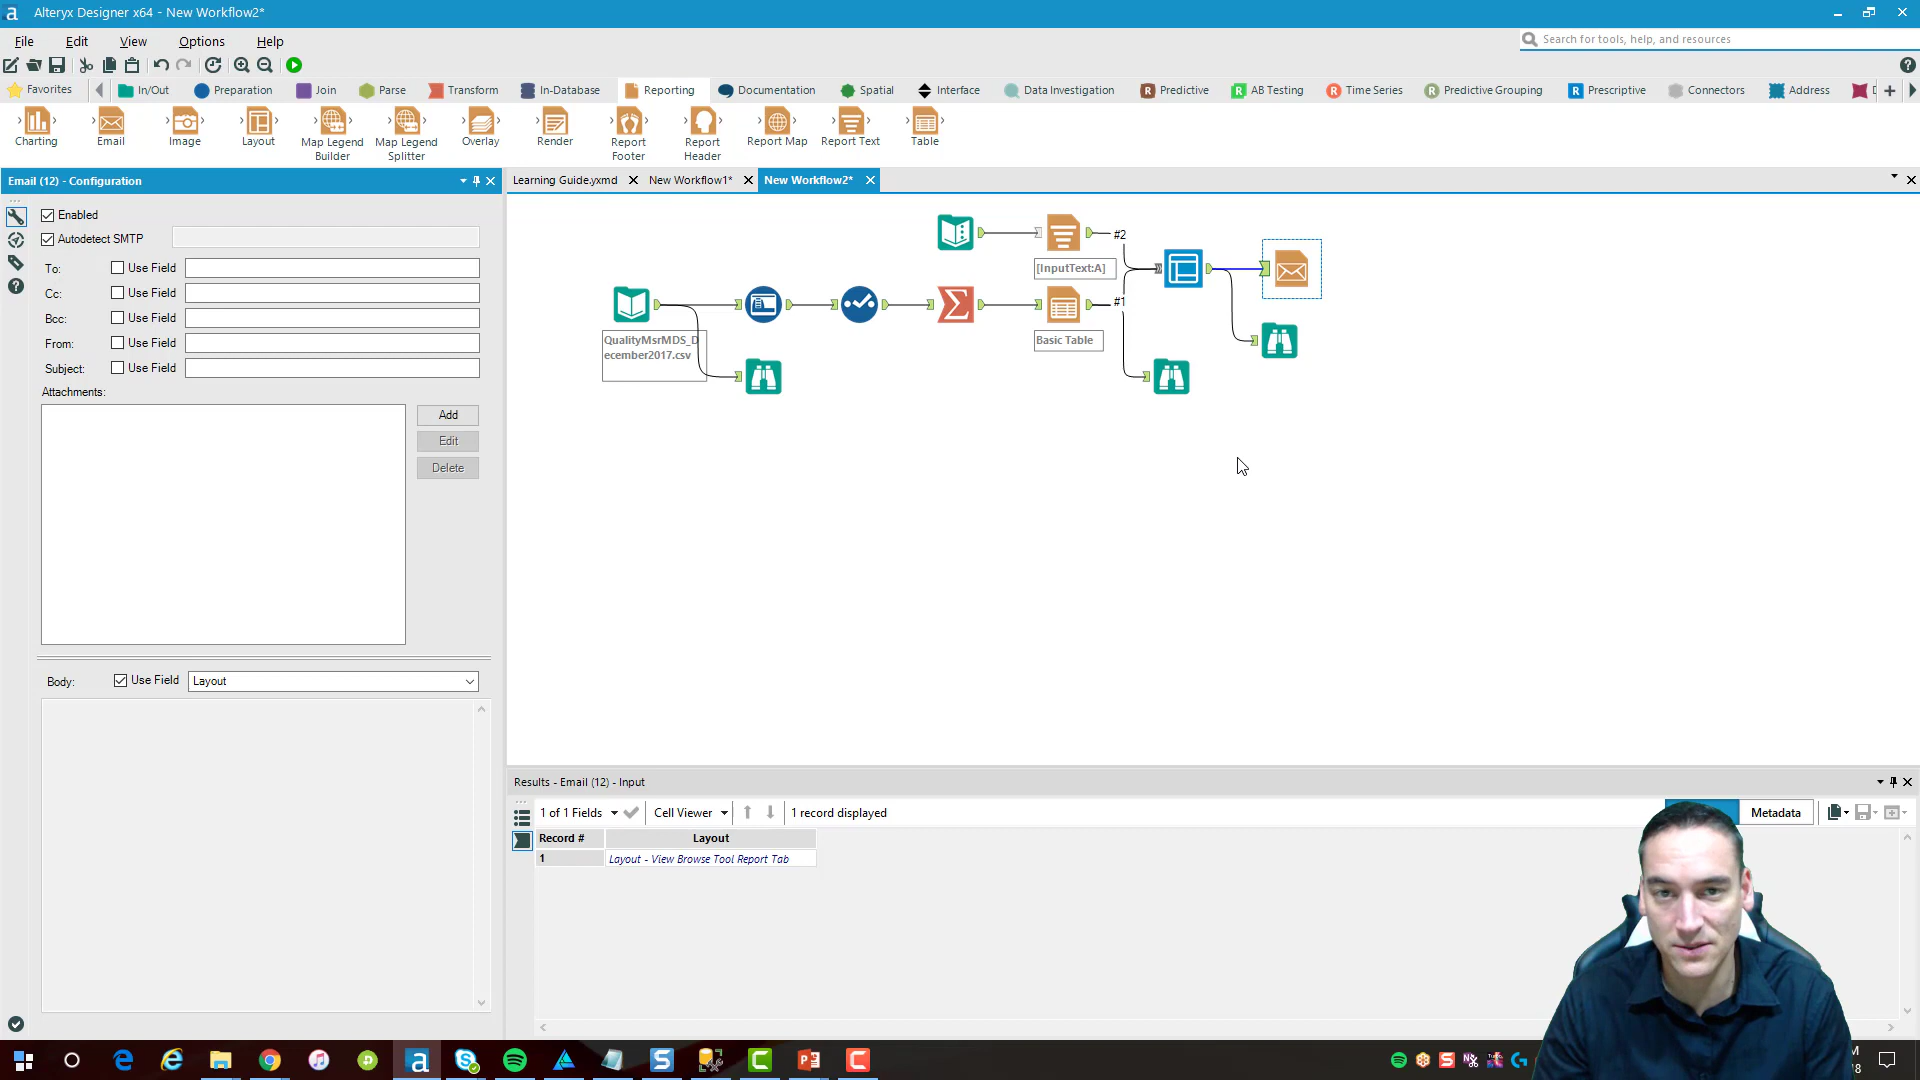 a Alteryx Designer x64 - New Workflow2*
File Edit View Options Help
Search for tools, help, and resources
Favorites In/Out Preparation Join Parse Transform In-Database Reporting Documentation Spatial Interface Data Investigation Predictive AB Testing Time Series Predictive Grouping Prescriptive Connectors Address
Charting Email Image Layout Map Legend Builder Map Legend Splitter Overlay Render Report Footer Report Header Report Map Report Text Table
Email (12) - Configuration
Learning Guide.yxmd New Workflow1* New Workflow2*
Enabled
Autodetect SMTP
To: Use Field
Cc: Use Field
Bcc: Use Field
From: Use Field
Subject: Use Field
Attachments:
Add
Edit
Delete
Body: Use Field Layout
#2
[InputText:A]
#1
QualityMsrMDS_D
ecember2017.csv
Basic Table
Results - Email (12) - Input
1 of 1 Fields Cell Viewer 1 record displayed
Metadata
Record # Layout
1 Layout - View Browse Tool Report Tab